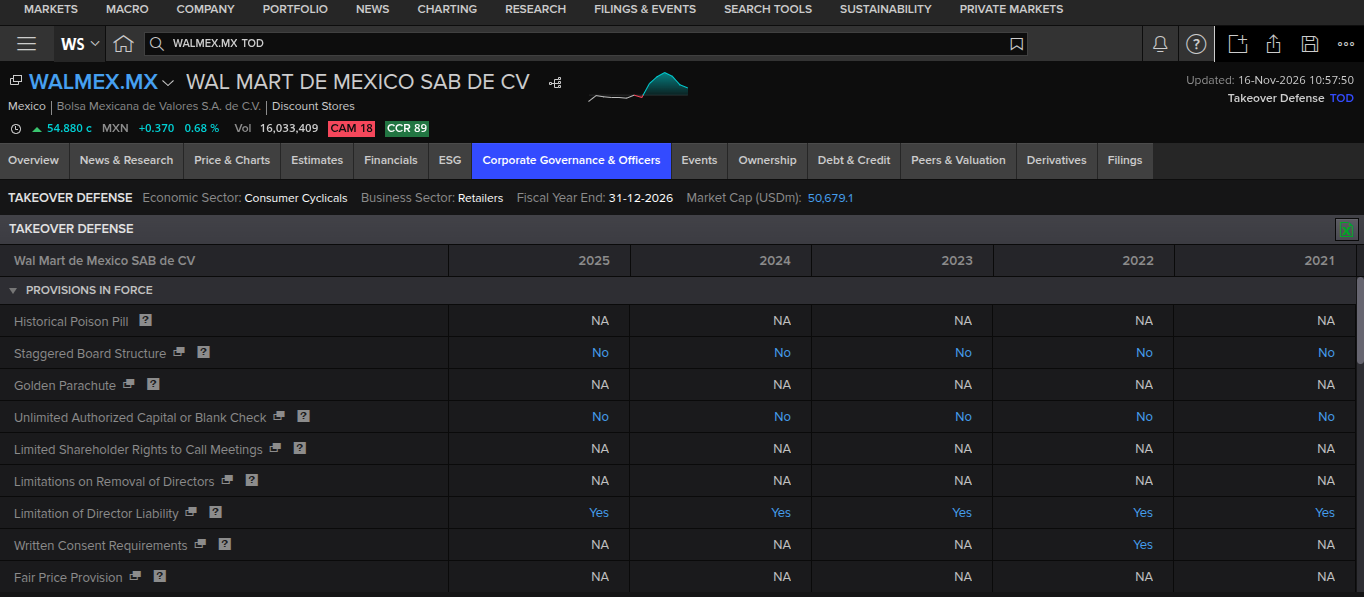 MARKETS MACRO COMPANY PORTFOLIO NEWS CHARTING RESEARCH FILINGS & EVENTS SEARCH TOOLS SUSTAINABILITY PRIVATE MARKETS
WS WALMEX.MX TOD ?
WALMEX.MX WAL MART DE MEXICO SAB DE CV Updated: 16-Nov-2026 10:57:50
Mexico | Bolsa Mexicana de Valores S.A. de C.V. | Discount Stores Takeover Defense TOD
54.880 c MXN +0.370 0.68 % Vol 16,033,409 CAM 18 CCR 89
Overview News & Research Price & Charts Estimates Financials ESG Corporate Governance & Officers Events Ownership Debt & Credit Peers & Valuation Derivatives Filings
TAKEOVER DEFENSE Economic Sector: Consumer Cyclicals Business Sector: Retailers Fiscal Year End: 31-12-2026 Market Cap (USDm): 50,679.1
TAKEOVER DEFENSE
Wal Mart de Mexico SAB de CV 2025 2024 2023 2022 2021
PROVISIONS IN FORCE
Historical Poison Pill ? NA NA NA NA NA
Staggered Board Structure ? No No No No No
Golden Parachute ? NA NA NA NA NA
Unlimited Authorized Capital or Blank Check ? No No No No No
Limited Shareholder Rights to Call Meetings ? NA NA NA NA NA
Limitations on Removal of Directors ? NA NA NA NA NA
Limitation of Director Liability ? Yes Yes Yes Yes Yes
Written Consent Requirements ? NA NA NA Yes NA
Fair Price Provision ? NA NA NA NA NA